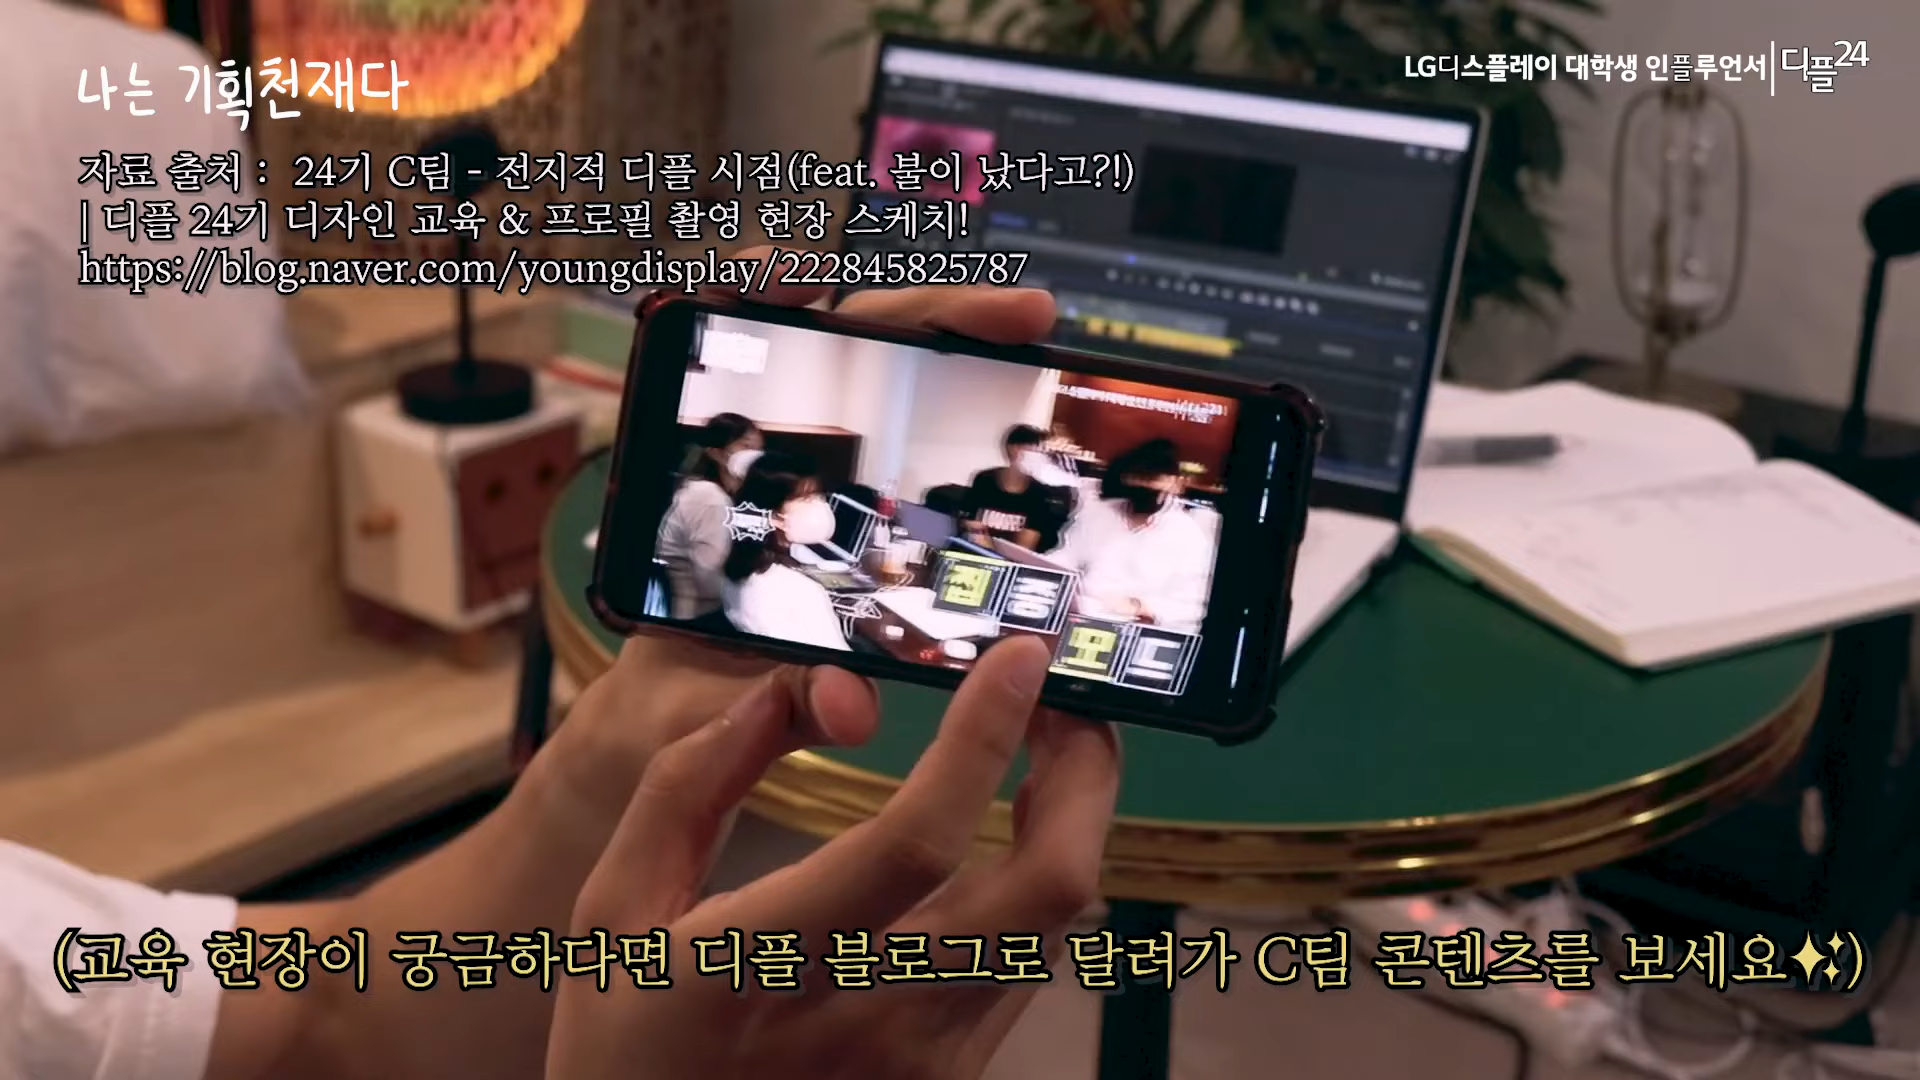 나는 기획천재다
LG디스플레이 대학생 인플루언서 디플24
자료 출처 : 24기 C팀 - 전지적 디플 시점(feat. 불이 났다고?!)
| 디플 24기 디자인 교육 & 프로필 촬영 현장 스케치!
https://blog.naver.com/youngdisplay/222845825787
(교육 현장이 궁금하다면 디플 블로그로 달려가 C팀 콘텐츠를 보세요✨)